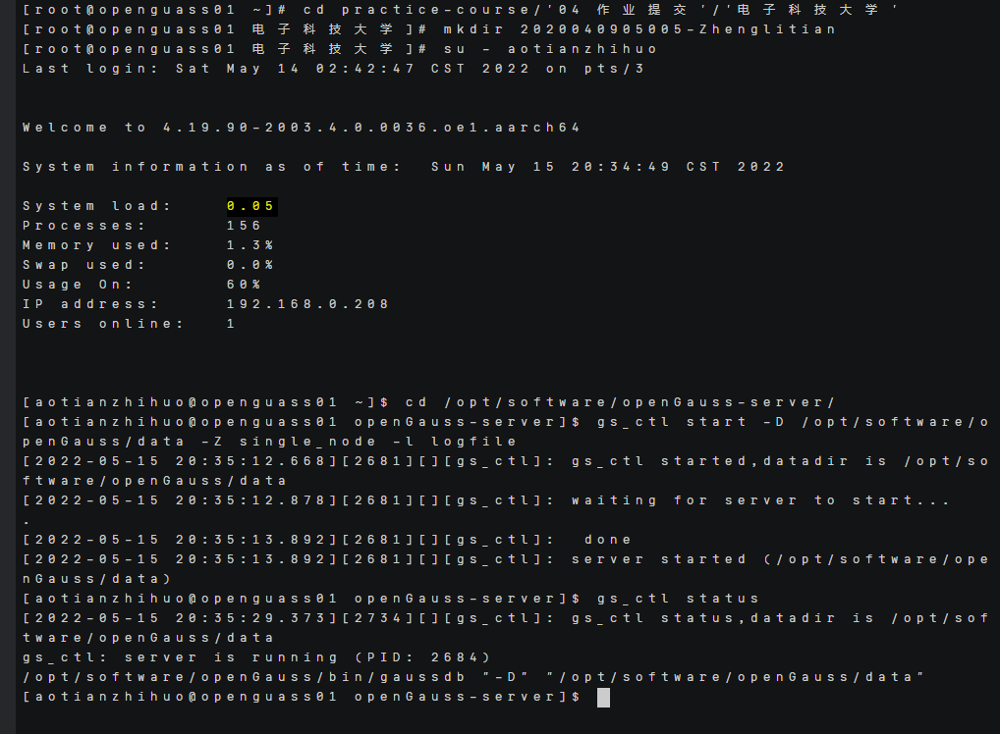 [root@openguass01 ~]# cd practice-course/'04 作业提交'/'电子科技大学'
[root@openguass01 电子科技大学]# mkdir 2020040905005-Zhenglitian
[root@openguass01 电子科技大学]# su - aotianzhihuo
Last login: Sat May 14 02:42:47 CST 2022 on pts/3
Welcome to 4.19.90-2003.4.0.0036.oe1.aarch64
System information as of time:  Sun May 15 20:34:49 CST 2022
System load:    0.05
Processes:      156
Memory used:    1.3%
Swap used:      0.0%
Usage On:       60%
IP address:     192.168.0.208
Users online:   1
[aotianzhihuo@openguass01 ~]$ cd /opt/software/openGauss-server/
[aotianzhihuo@openguass01 openGauss-server]$ gs_ctl start -D /opt/software/o
penGauss/data -Z single_node -l logfile
[2022-05-15 20:35:12.668][2681][][gs_ctl]: gs_ctl started,datadir is /opt/so
ftware/openGauss/data
[2022-05-15 20:35:12.878][2681][][gs_ctl]: waiting for server to start...
.
[2022-05-15 20:35:13.892][2681][][gs_ctl]:  done
[2022-05-15 20:35:13.892][2681][][gs_ctl]: server started (/opt/software/ope
nGauss/data)
[aotianzhihuo@openguass01 openGauss-server]$ gs_ctl status
[2022-05-15 20:35:29.373][2734][][gs_ctl]: gs_ctl status,datadir is /opt/sof
tware/openGauss/data
gs_ctl: server is running (PID: 2684)
/opt/software/openGauss/bin/gaussdb "-D" "/opt/software/openGauss/data"
[aotianzhihuo@openguass01 openGauss-server]$